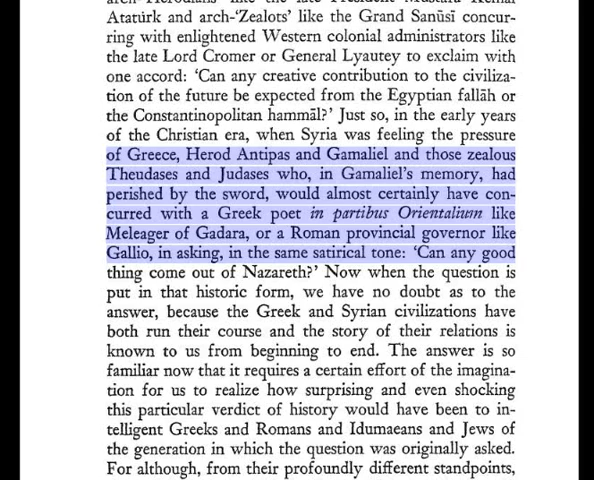 arch-'Herodians' like the late President Mustafā Kemāl
Atatürk and arch-'Zealots' like the Grand Sanūsī concur-
ring with enlightened Western colonial administrators like
the late Lord Cromer or General Lyautey to exclaim with
one accord: 'Can any creative contribution to the civiliza-
tion of the future be expected from the Egyptian fallāh or
the Constantinopolitan hammāl?' Just so, in the early years
of the Christian era, when Syria was feeling the pressure
of Greece, Herod Antipas and Gamaliel and those zealous
Theudases and Judases who, in Gamaliel's memory, had
perished by the sword, would almost certainly have con-
curred with a Greek poet in partibus Orientalium like
Meleager of Gadara, or a Roman provincial governor like
Gallio, in asking, in the same satirical tone: 'Can any good
thing come out of Nazareth?' Now when the question is
put in that historic form, we have no doubt as to the
answer, because the Greek and Syrian civilizations have
both run their course and the story of their relations is
known to us from beginning to end. The answer is so
familiar now that it requires a certain effort of the imagina-
tion for us to realize how surprising and even shocking
this particular verdict of history would have been to in-
telligent Greeks and Romans and Idumaeans and Jews of
the generation in which the question was originally asked.
For although, from their profoundly different standpoints,